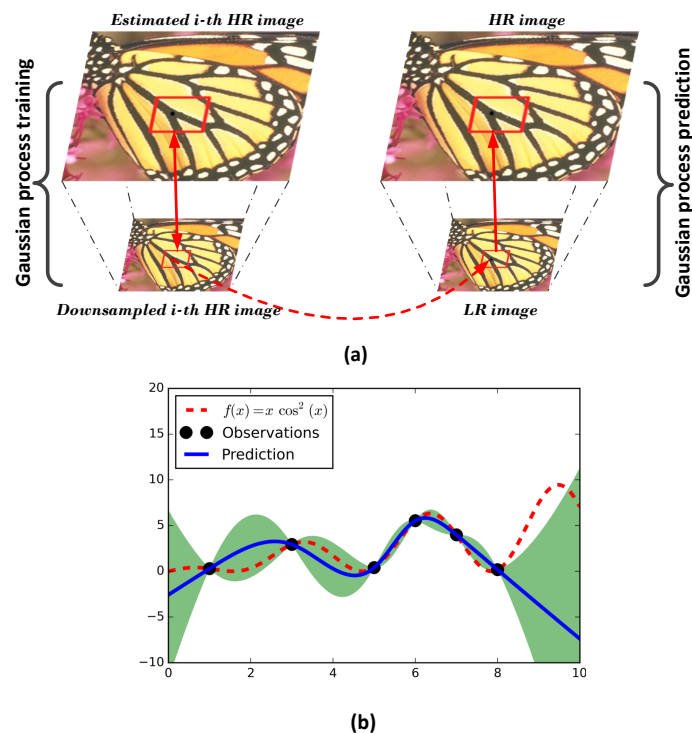 Estimated i-th HR image
HR image
Gaussian process training
Gaussian process prediction
Downsampled i-th HR image
LR image
(a)
20
15
10
5
0
−5
−10
0
2
4
6
8
10
f(x) = x cos² (x)
Observations
Prediction
(b)